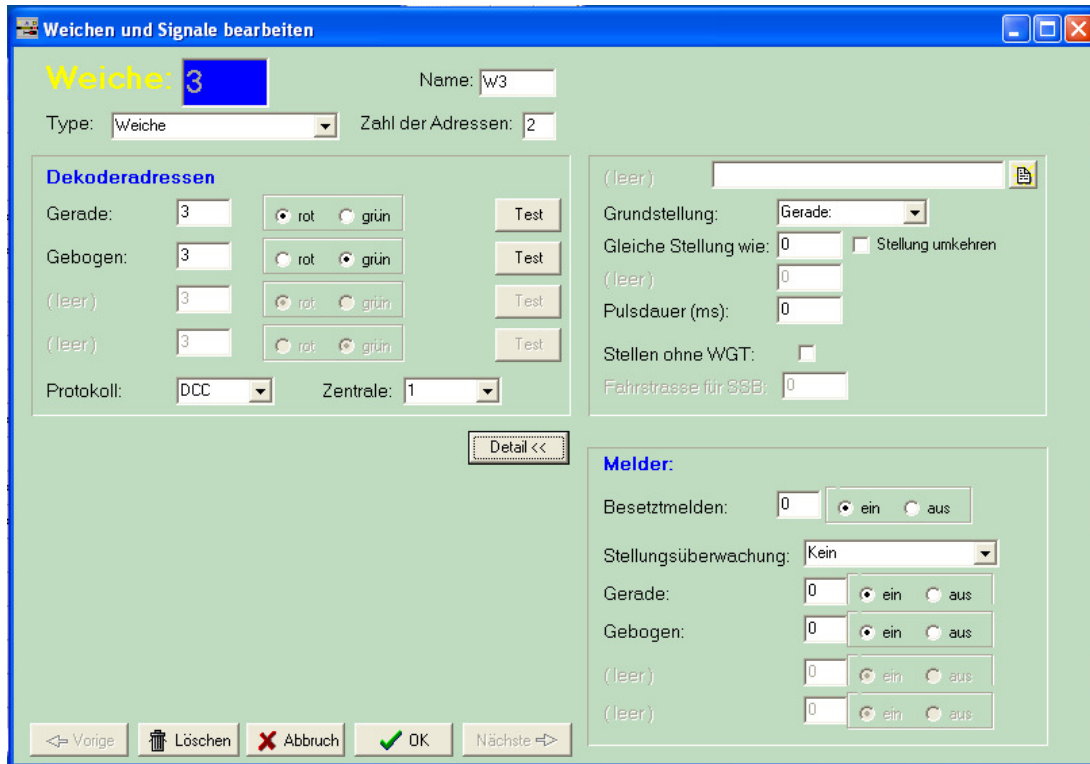 Weichen und Signale bearbeiten
Weiche: 3
Name: W3
Type: Weiche
Zahl der Adressen: 2
Dekoderadressen
Gerade: 3 rot grün Test
Gebogen: 3 rot grün Test
(leer) 3 rot grün Test
(leer) 3 rot grün Test
Protokoll: DCC Zentrale: 1
Detail <<
(leer)
Grundstellung: Gerade:
Gleiche Stellung wie: 0 Stellung umkehren
(leer) 0
Pulsdauer (ms): 0
Stellen ohne WGT:
Fahrstrasse für SSB: 0
Melder:
Besetztmelden: 0 ein aus
Stellungsüberwachung: Kein
Gerade: 0 ein aus
Gebogen: 0 ein aus
(leer) 0 ein aus
(leer) 0 ein aus
Vorige Löschen Abbruch OK Nächste